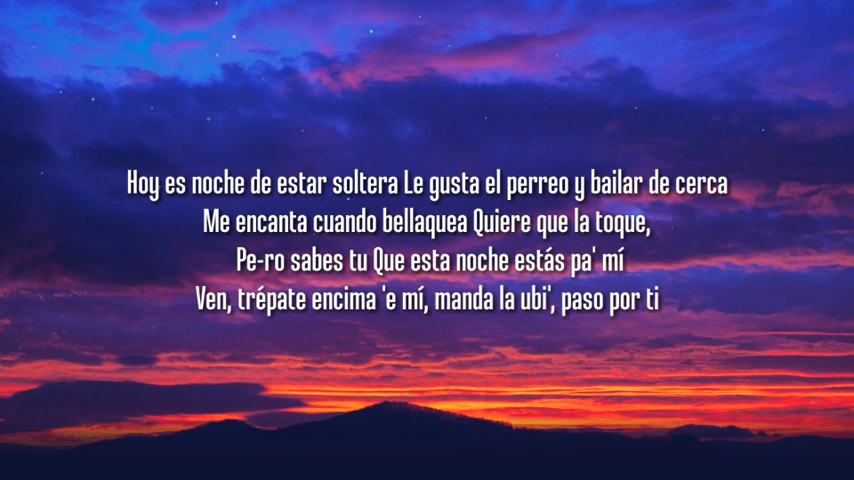 Hoy es noche de estar soltera Le gusta el perreo y bailar de cerca
Me encanta cuando bellaquea Quiere que la toque,
Pe-ro sabes tu Que esta noche estás pa' mí
Ven, trépate encima 'e mí, manda la ubi', paso por ti